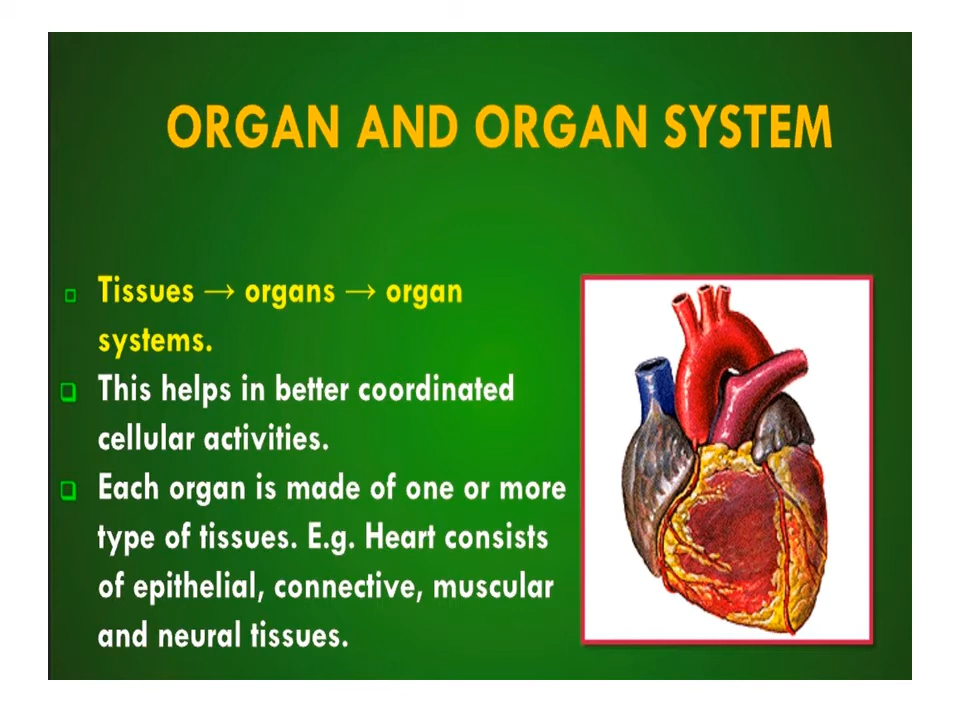 ORGAN AND ORGAN SYSTEM
Tissues → organs → organ
systems.
This helps in better coordinated
cellular activities.
Each organ is made of one or more
type of tissues. E.g. Heart consists
of epithelial, connective, muscular
and neural tissues.